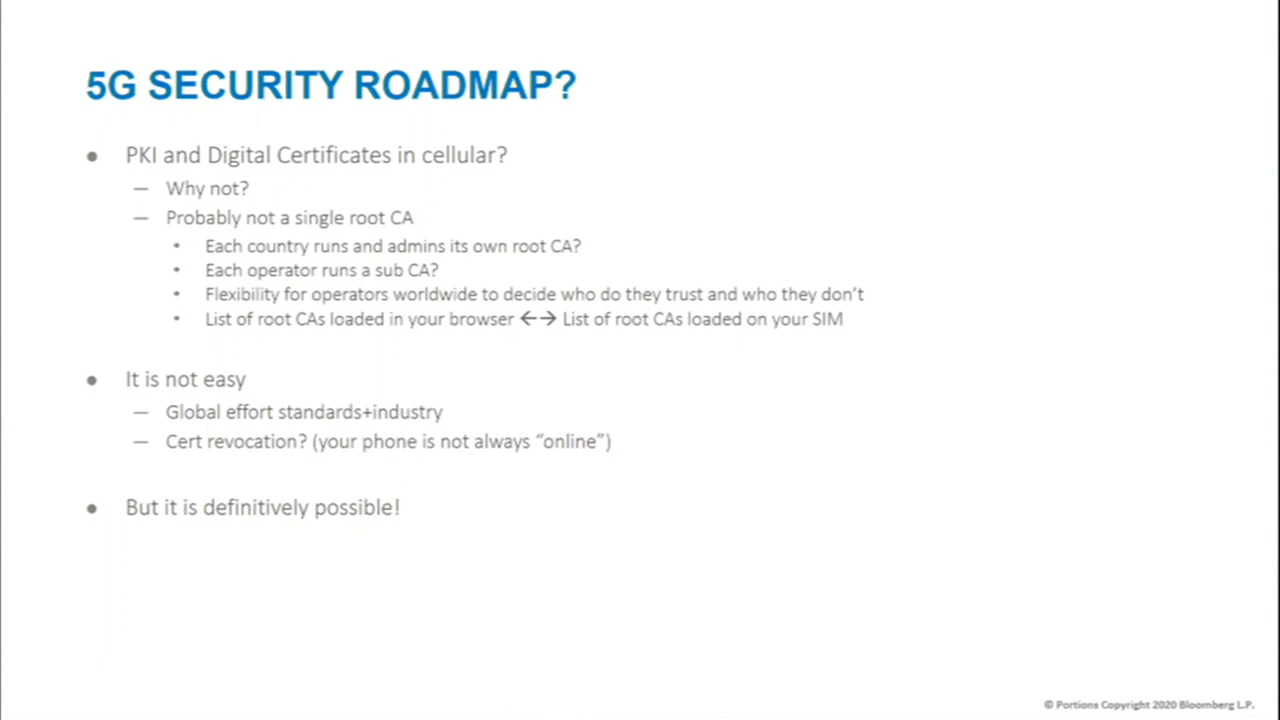 5G SECURITY ROADMAP?
● PKI and Digital Certificates in cellular?
— Why not?
— Probably not a single root CA
• Each country runs and admins its own root CA?
• Each operator runs a sub CA?
• Flexibility for operators worldwide to decide who do they trust and who they don't
• List of root CAs loaded in your browser ←→ List of root CAs loaded on your SIM
● It is not easy
— Global effort standards+industry
— Cert revocation? (your phone is not always “online”)
● But it is definitively possible!
© Portions Copyright 2020 Bloomberg L.P.